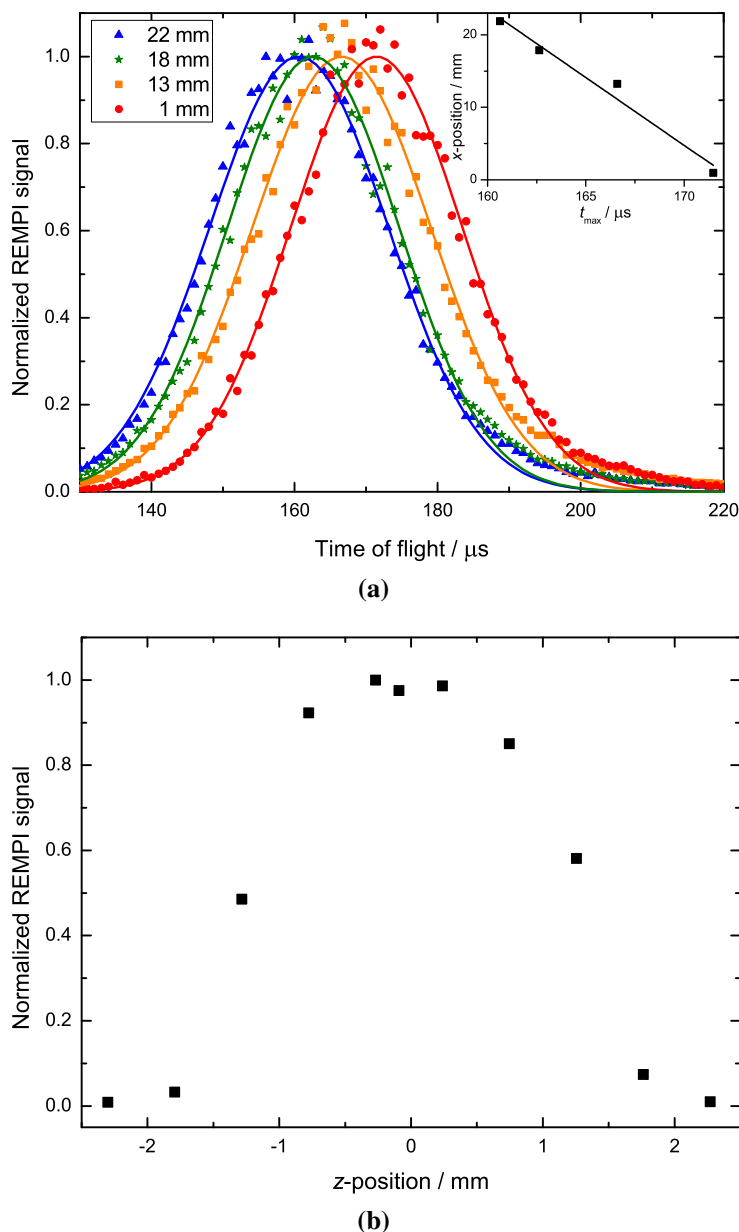 22 mm
18 mm
13 mm
1 mm
Normalized REMPI signal
1.0
0.8
0.6
0.4
0.2
0.0
140
160
180
200
220
Time of flight / μs
x-position / mm
20
10
0
160
165
170
t_max / μs
(a)
Normalized REMPI signal
1.0
0.8
0.6
0.4
0.2
0.0
-2
-1
0
1
2
z-position / mm
(b)